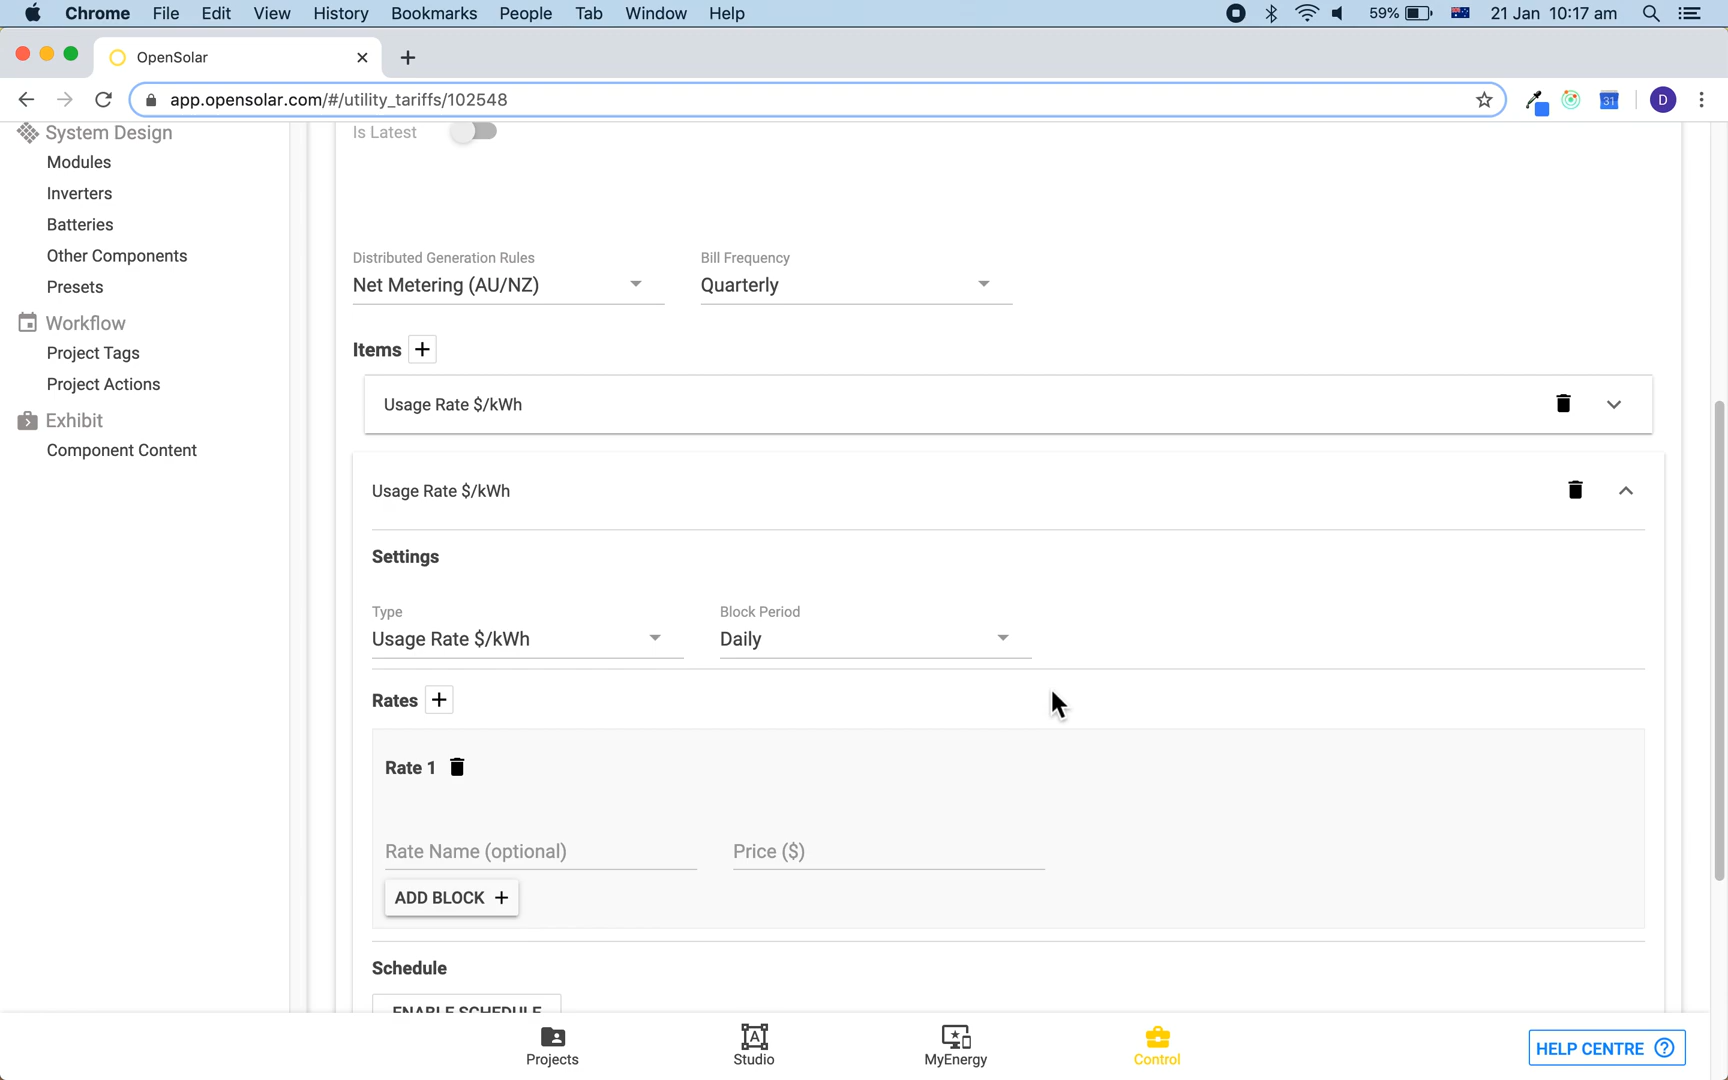 Chrome File Edit View History Bookmarks People Tab Window Help 59% 21 Jan 10:17 am
OpenSolar
app.opensolar.com/#/utility_tariffs/102548 31 D
System Design
Modules
Inverters
Batteries
Other Components
Presets
Workflow
Project Tags
Project Actions
Exhibit
Component Content
Is Latest
Distributed Generation Rules Bill Frequency
Net Metering (AU/NZ) Quarterly
Items +
Usage Rate $/kWh
Usage Rate $/kWh
Settings
Type Block Period
Usage Rate $/kWh Daily
Rates +
Rate 1
Rate Name (optional) Price ($)
ADD BLOCK +
Schedule
ENABLE SCHEDULE
Projects Studio MyEnergy Control
HELP CENTRE ?